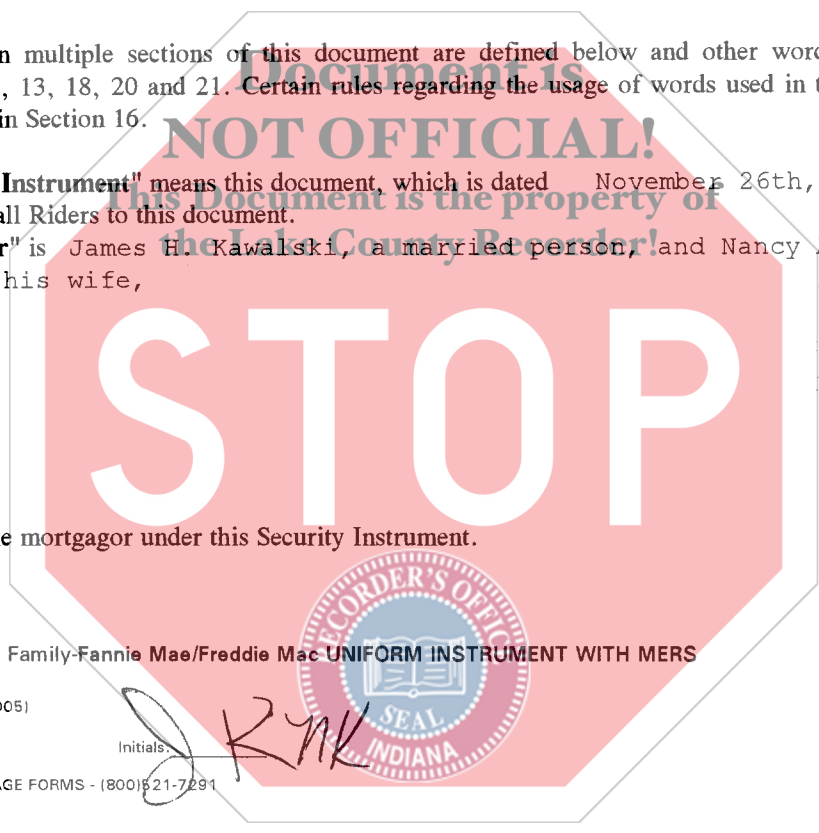 n multiple sections of this document are defined below and other word
Document is
, 13, 18, 20 and 21. Certain rules regarding the usage of words used in t
in Section 16.
NOT OFFICIAL!
Instrument" means this document, which is dated November 26th,
This Document is the property of
all Riders to this document.
r" is James H. Kawalski, a married person, and Nancy
the Lake County Recorder!
his wife,
STOP
e mortgagor under this Security Instrument.
RECORDER'S OFFICE
Family-Fannie Mae/Freddie Mac UNIFORM INSTRUMENT WITH MERS
005)
SEAL
Initials:
INDIANA
AGE FORMS - (800)521-7291